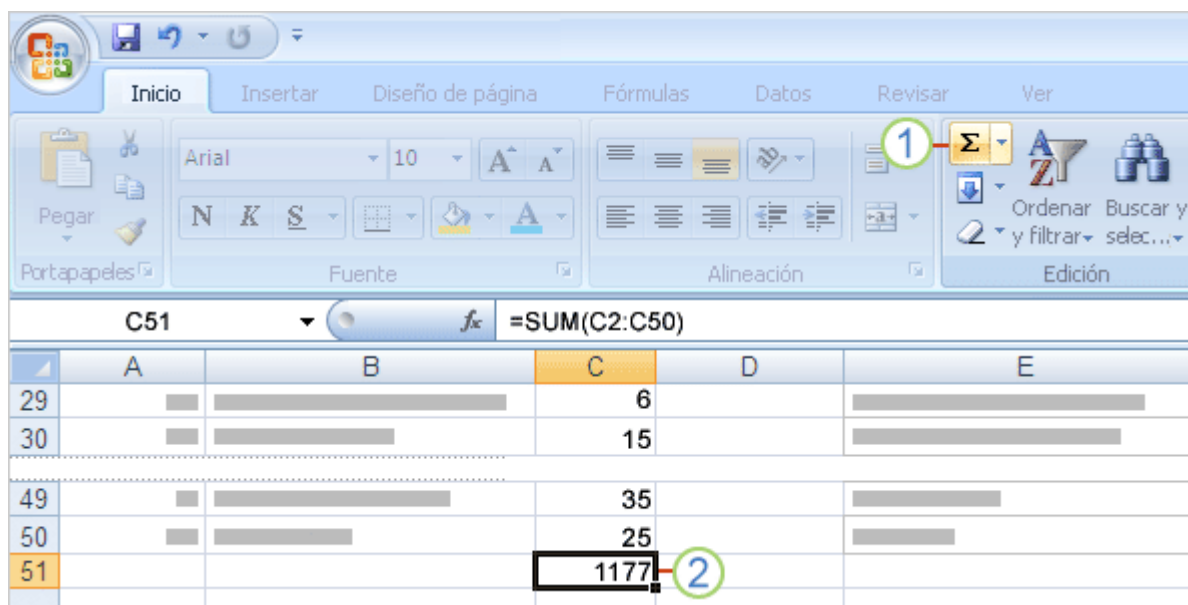 Inicio Insertar Diseño de página Fórmulas Datos Revisar Ver
1 Σ
Arial 10 A A
A
Z
Pegar
N K S A a
Ordenar Buscar y
y filtrar selec...
Portapapeles Fuente Alineación Edición
C51 fx =SUM(C2:C50)
A B C D E
29 6
30 15
49 35
50 25
51 1177 2